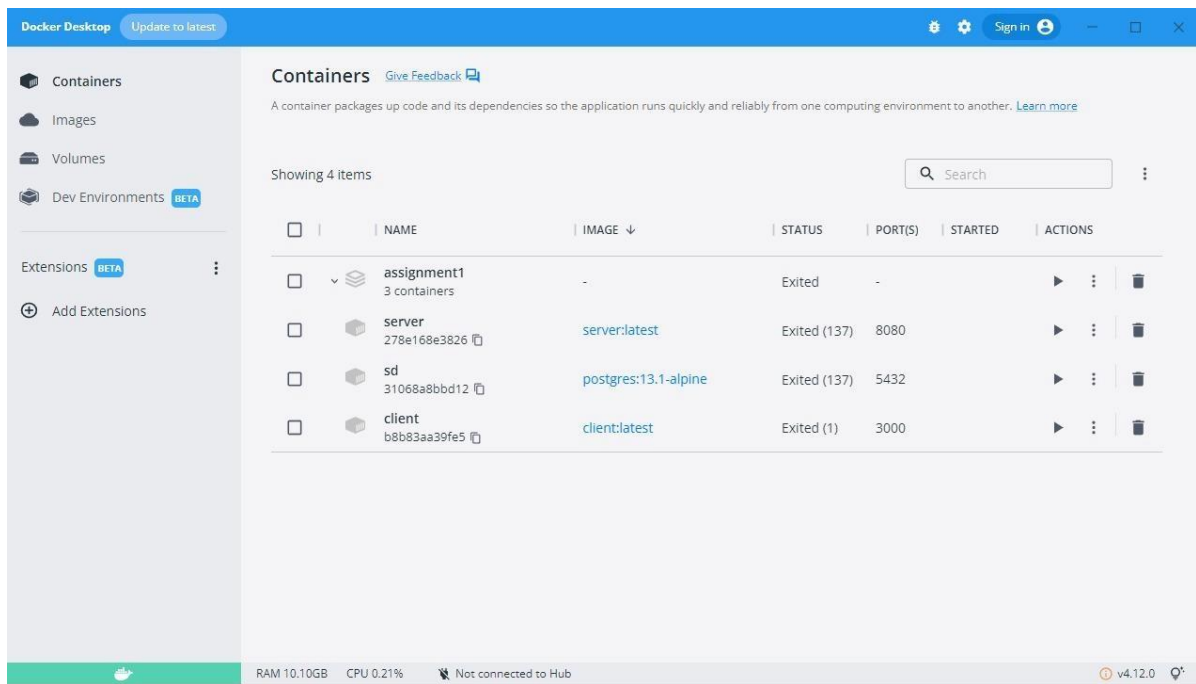 Docker Desktop Update to latest Sign in
Containers
Images
Volumes
Dev Environments BETA
Extensions BETA
Add Extensions
Containers Give Feedback
A container packages up code and its dependencies so the application runs quickly and reliably from one computing environment to another. Learn more
Showing 4 items Search
NAME IMAGE STATUS PORT(S) STARTED ACTIONS
assignment1 - Exited -
3 containers
server server:latest Exited (137) 8080
278e168e3826
sd postgres:13.1-alpine Exited (137) 5432
31068a8bbd12
client client:latest Exited (1) 3000
b8b83aa39fe5
RAM 10.10GB CPU 0.21% Not connected to Hub v4.12.0